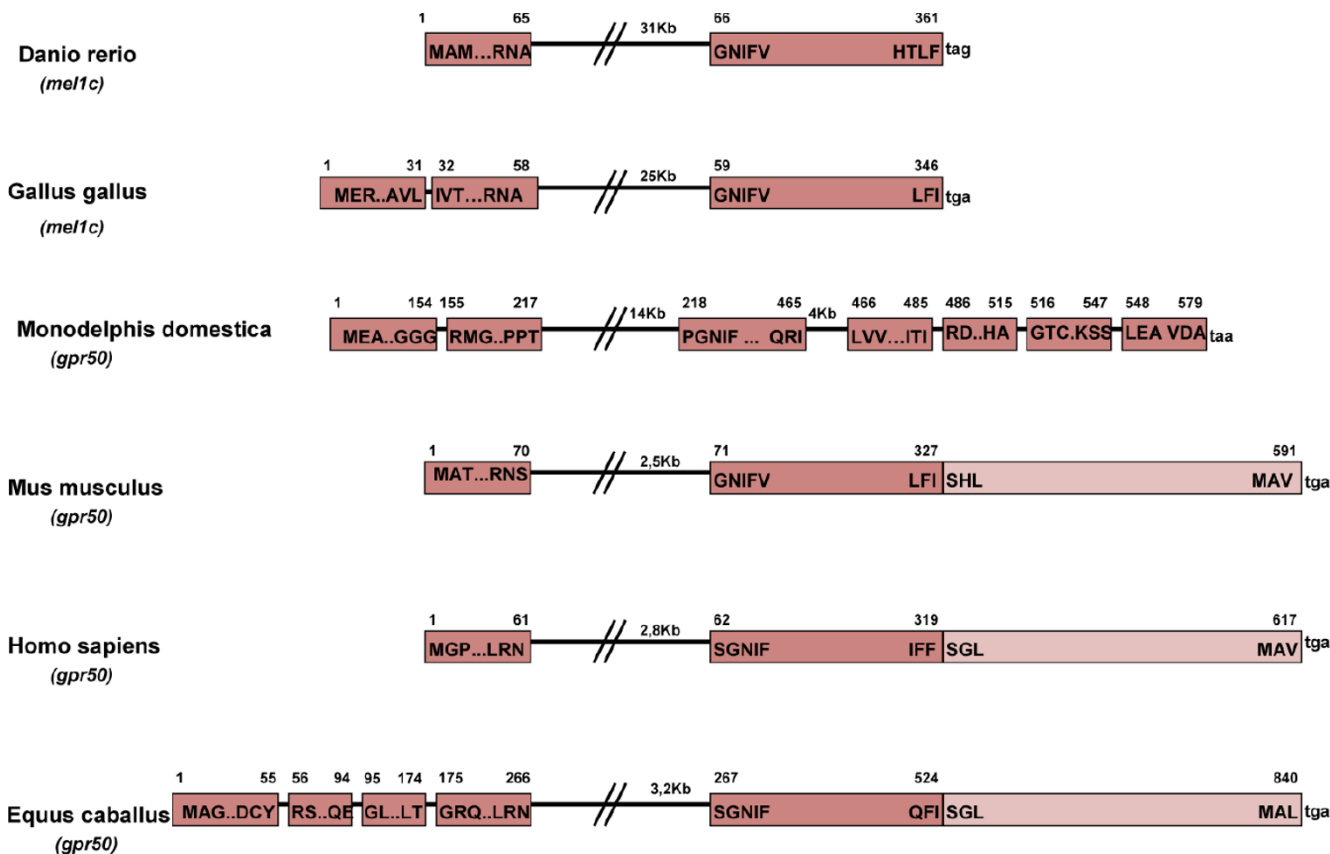 1 65 31Kb 66 361
Danio rerio MAM...RNA GNIFV HTLF tag
(mel1c)
1 31 32 58 25Kb 59 346
Gallus gallus MER..AVL IVT...RNA GNIFV LFI tga
(mel1c)
1 154 155 217 14Kb 218 465 4Kb 466 485 486 515 516 547 548 579
Monodelphis domestica MEA..GGG RMG..PPT PGNIF ... QRI LVV...ITI RD..HA GTC.KSS LEA VDA taa
(gpr50)
1 70 2,5Kb 71 327 591
Mus musculus MAT...RNS GNIFV LFI SHL MAV tga
(gpr50)
1 61 2,8Kb 62 319 617
Homo sapiens MGP...LRN SGNIF IFF SGL MAV tga
(gpr50)
1 55 56 94 95 174 175 266 3,2Kb 267 524 840
Equus caballus MAG..DCY RS..QE GL..LT GRQ..LRN SGNIF QFI SGL MAL tga
(gpr50)